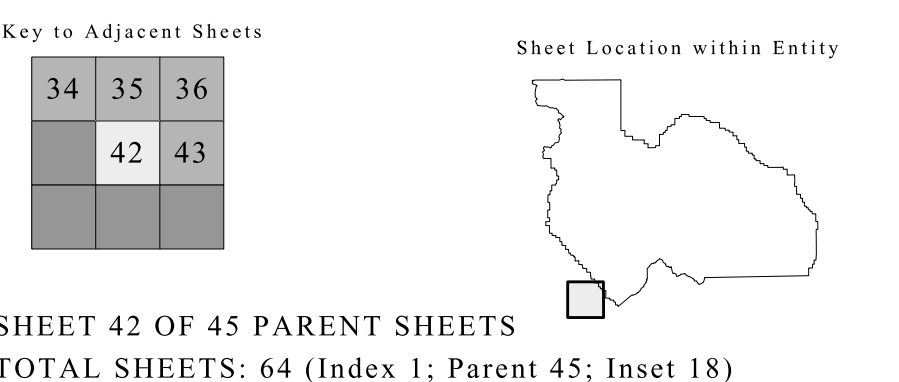 Key to Adjacent Sheets
Sheet Location within Entity
34 35 36
42 43
SHEET 42 OF 45 PARENT SHEETS
TOTAL SHEETS: 64 (Index 1; Parent 45; Inset 18)